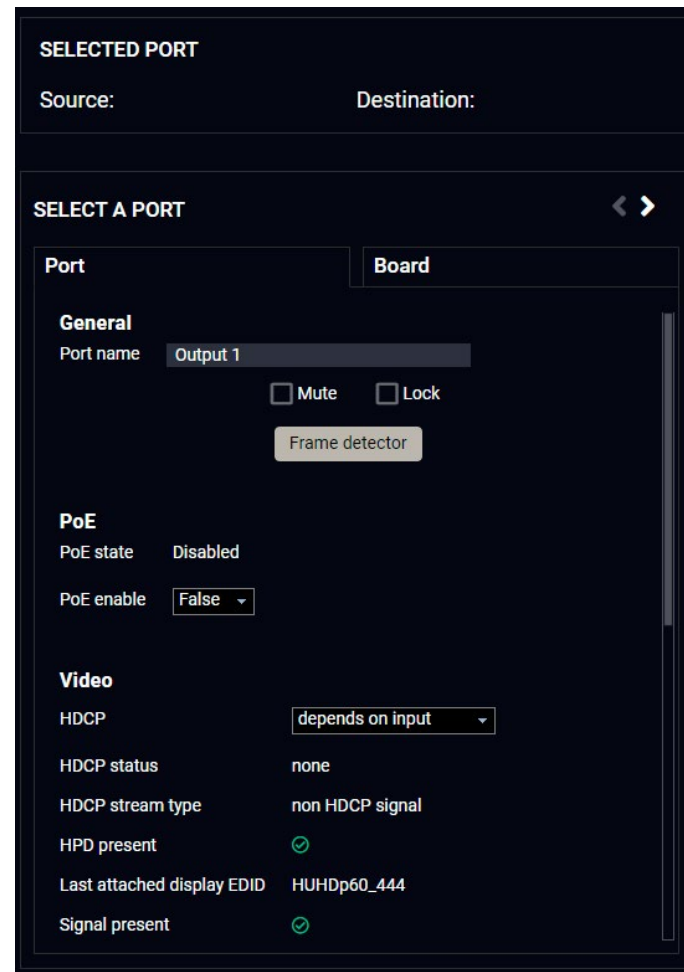 SELECTED PORT
Source: Destination:
SELECT A PORT
Port Board
General
Port name Output 1
Mute Lock
Frame detector
PoE
PoE state Disabled
PoE enable False
Video
HDCP depends on input
HDCP status none
HDCP stream type non HDCP signal
HPD present
Last attached display EDID HUHDp60_444
Signal present